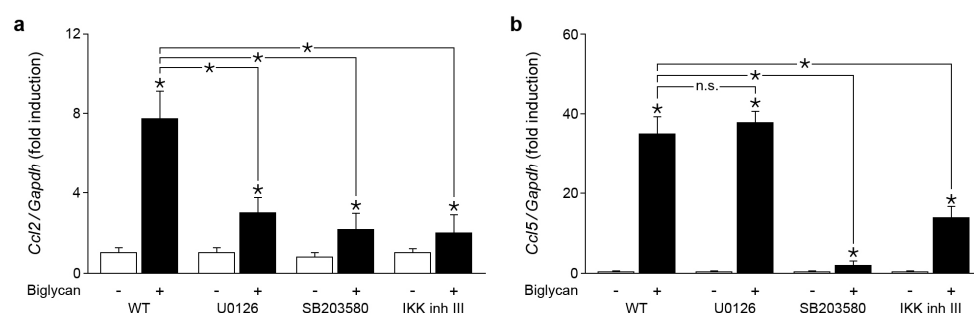 a
Ccl2/Gapdh (fold induction)
12
8
4
0
* * * *
* * * *
Biglycan - + - + - + - +
WT U0126 SB203580 IKK inh III
b
Ccl5/Gapdh (fold induction)
60
40
20
0
* *
n.s.
* * * *
Biglycan - + - + - + - +
WT U0126 SB203580 IKK inh III